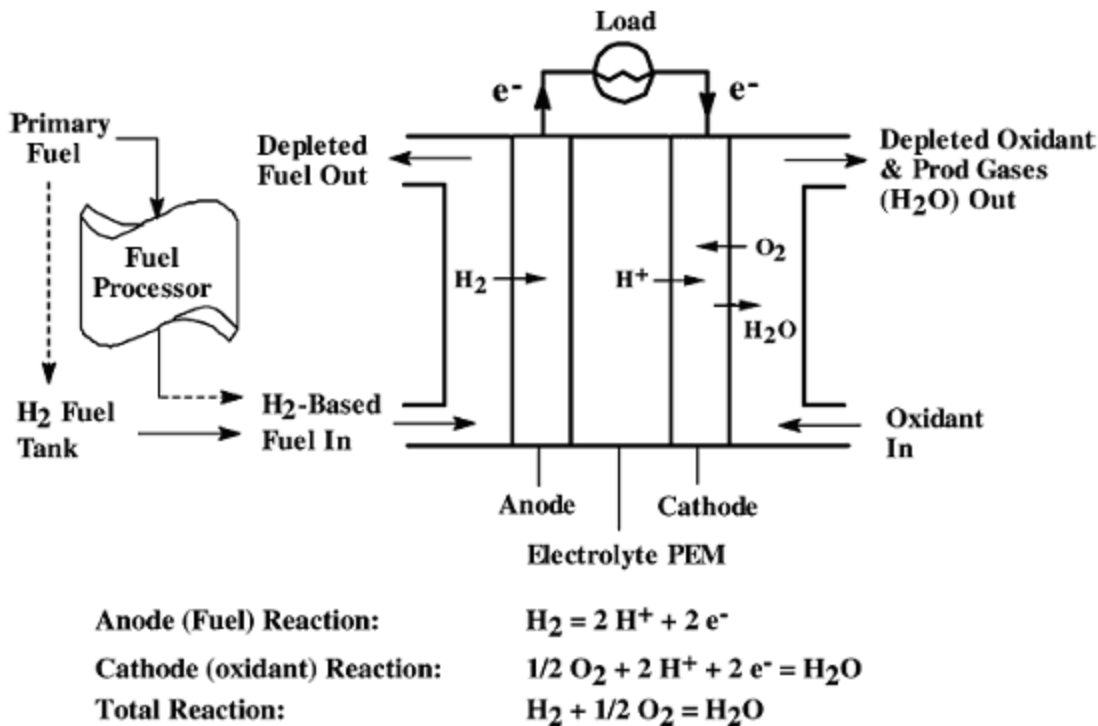 Load
e-
e-
Primary
Fuel
Depleted
Fuel Out
Depleted Oxidant
& Prod Gases
(H2O) Out
Fuel
Processor
H2
H+
O2
H2O
H2 Fuel
Tank
H2-Based
Fuel In
Oxidant
In
Anode
Cathode
Electrolyte PEM
Anode (Fuel) Reaction: H2 = 2 H+ + 2 e-
Cathode (oxidant) Reaction: 1/2 O2 + 2 H+ + 2 e- = H2O
Total Reaction: H2 + 1/2 O2 = H2O